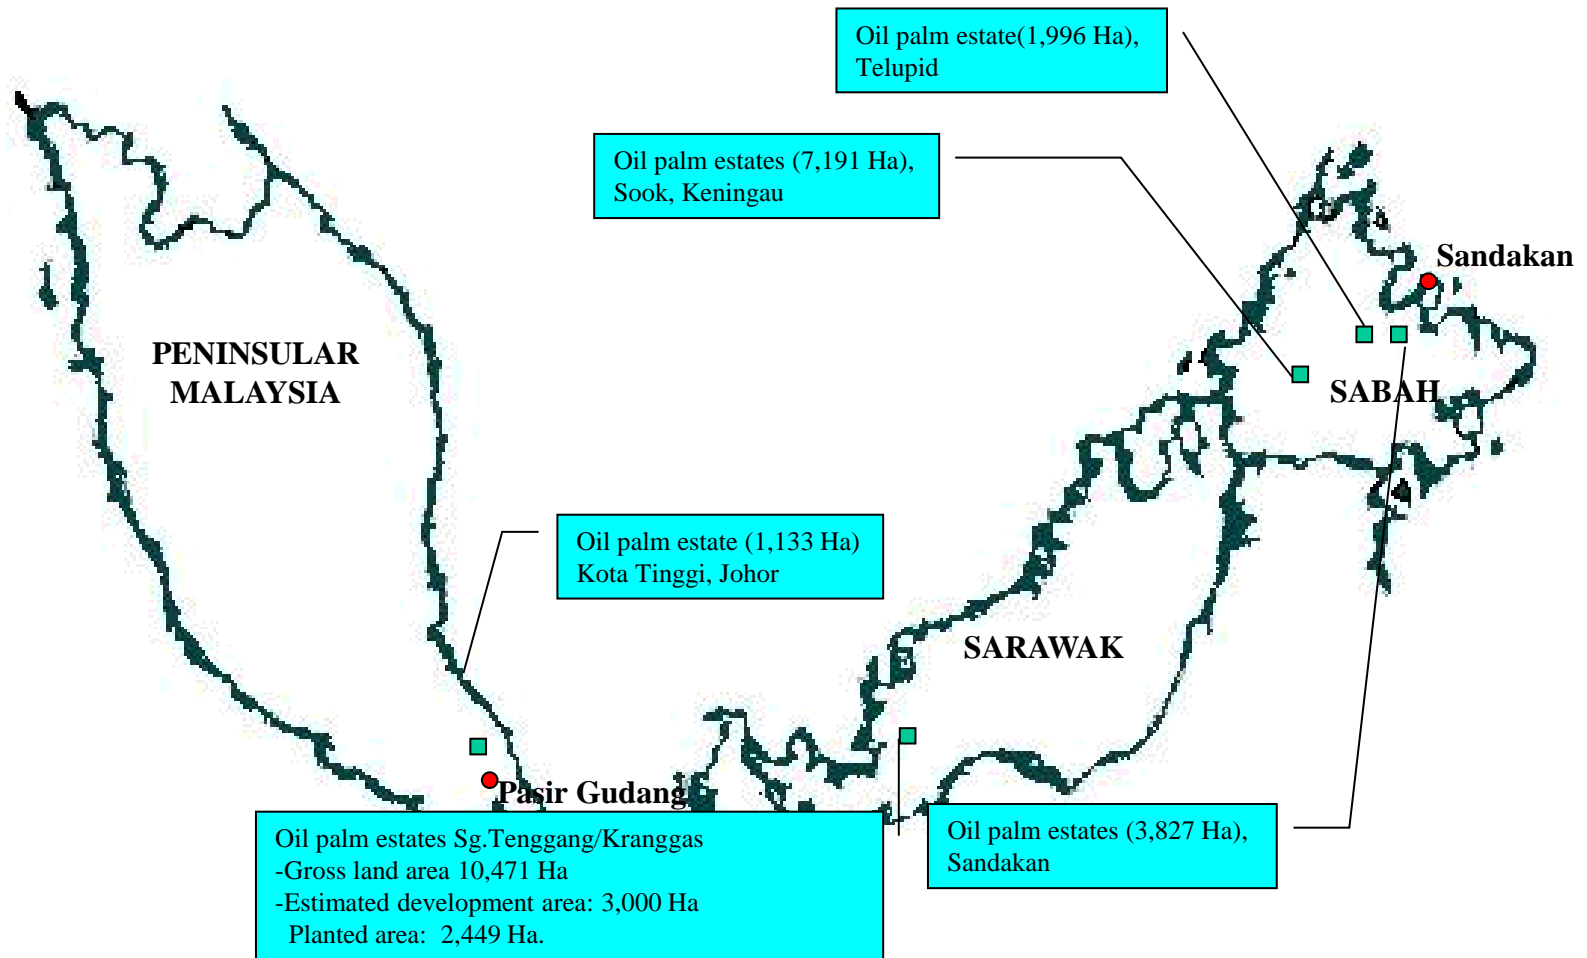 Oil palm estate(1,996 Ha),
Telupid
Oil palm estates (7,191 Ha),
Sook, Keningau
Sandakan
PENINSULAR
MALAYSIA
SABAH
Oil palm estate (1,133 Ha)
Kota Tinggi, Johor
SARAWAK
Pasir Gudang
Oil palm estates Sg.Tenggang/Kranggas
-Gross land area 10,471 Ha
-Estimated development area: 3,000 Ha
Planted area: 2,449 Ha.
Oil palm estates (3,827 Ha),
Sandakan